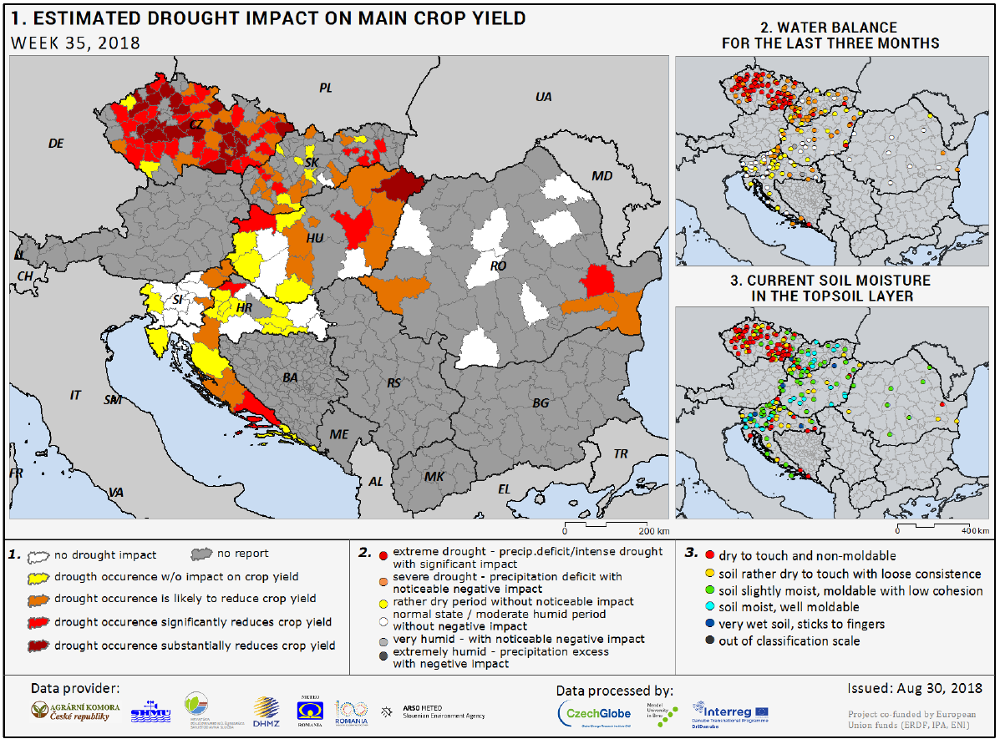 1. ESTIMATED DROUGHT IMPACT ON MAIN CROP YIELD
WEEK 35, 2018
PL
UA
DE
CZ
SK
MD
LI
CH
HU
RO
SI
HR
BA
RS
IT
SM
BG
ME
FR
VA
AL
MK
EL
TR
0 200 km
2. WATER BALANCE
FOR THE LAST THREE MONTHS
3. CURRENT SOIL MOISTURE
IN THE TOPSOIL LAYER
0 400 km
1. no drought impact
no report
drougth occurence w/o impact on crop yield
drought occurence is likely to reduce crop yield
drought occurence significantly reduces crop yield
drought occurence substantially reduces crop yield
2. extreme drought - precip.deficit/intense drought
with significant impact
severe drought - precipitation deficit with
noticeable negative impact
rather dry period without noticeable impact
normal state / moderate humid period
without negative impact
very humid - with noticeable negative impact
extremely humid - precipitation excess
with negetive impact
3. dry to touch and non-moldable
soil rather dry to touch with loose consistence
soil slightly moist, moldable with low cohesion
soil moist, well moldable
very wet soil, sticks to fingers
out of classification scale
Data provider:
AGRÁRNÍ KOMORA
České republiky
SHMÚ
DHMZ
METEO
ROMANIA
ROMANIA
ARSO METEO
Slovenian Environment Agency
Data processed by:
CzechGlobe
Mendel
University
in Brno
Interreg
Danube Transnational Programme
DriDanube
Issued: Aug 30, 2018
Project co-funded by European
Union funds (ERDF, IPA, ENI)